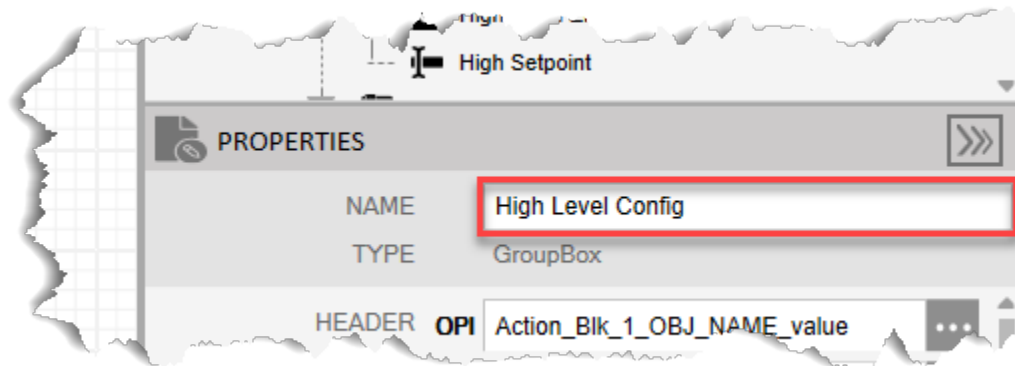 High Setpoint
PROPERTIES
NAME High Level Config
TYPE GroupBox
HEADER OPI Action_Blk_1_OBJ_NAME_value ...